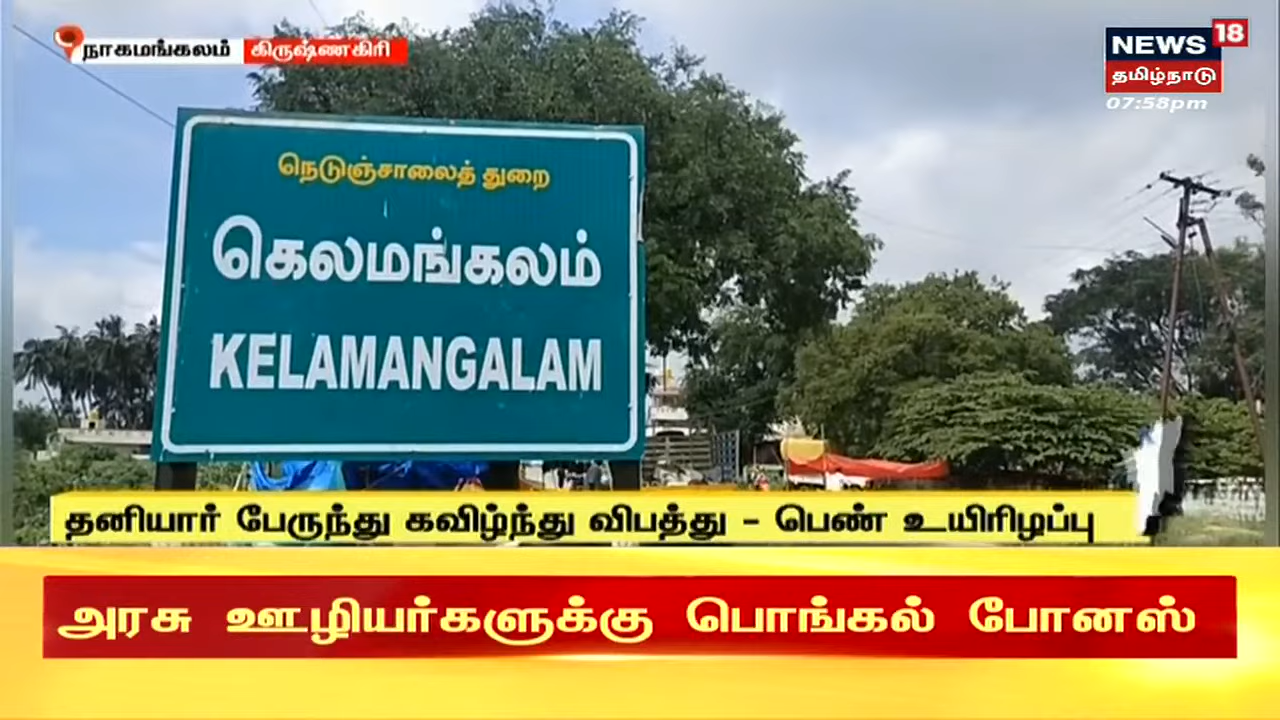 நாகமங்கலம் கிருஷ்ணகிரி
NEWS 18
தமிழ்நாடு
07:58pm
நெடுஞ்சாலைத் துறை
கெலமங்கலம்
KELAMANGALAM
தனியார் பேருந்து கவிழ்ந்து விபத்து - பெண் உயிரிழப்பு
அரசு ஊழியர்களுக்கு பொங்கல் போனஸ்